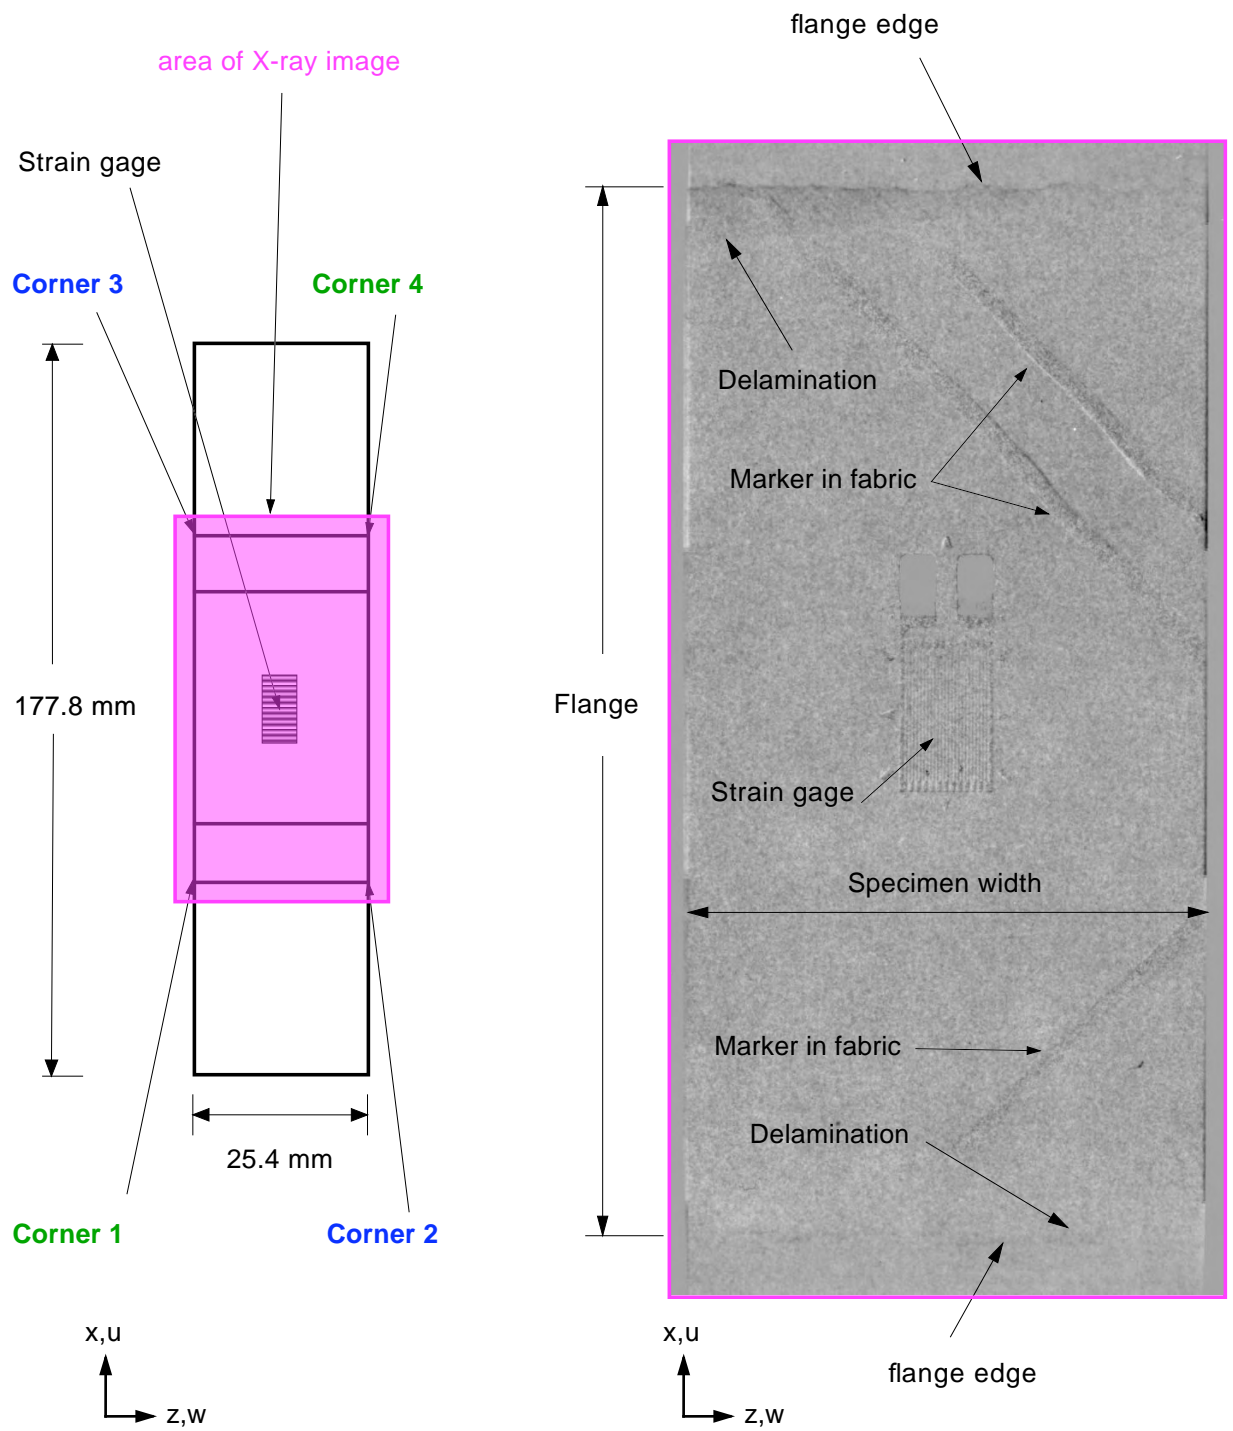 flange edge
area of X-ray image
Strain gage
Corner 3
Corner 4
Delamination
Marker in fabric
177.8 mm
Flange
Strain gage
Specimen width
Marker in fabric
Delamination
25.4 mm
Corner 1
Corner 2
x,u
z,w
x,u
flange edge
z,w